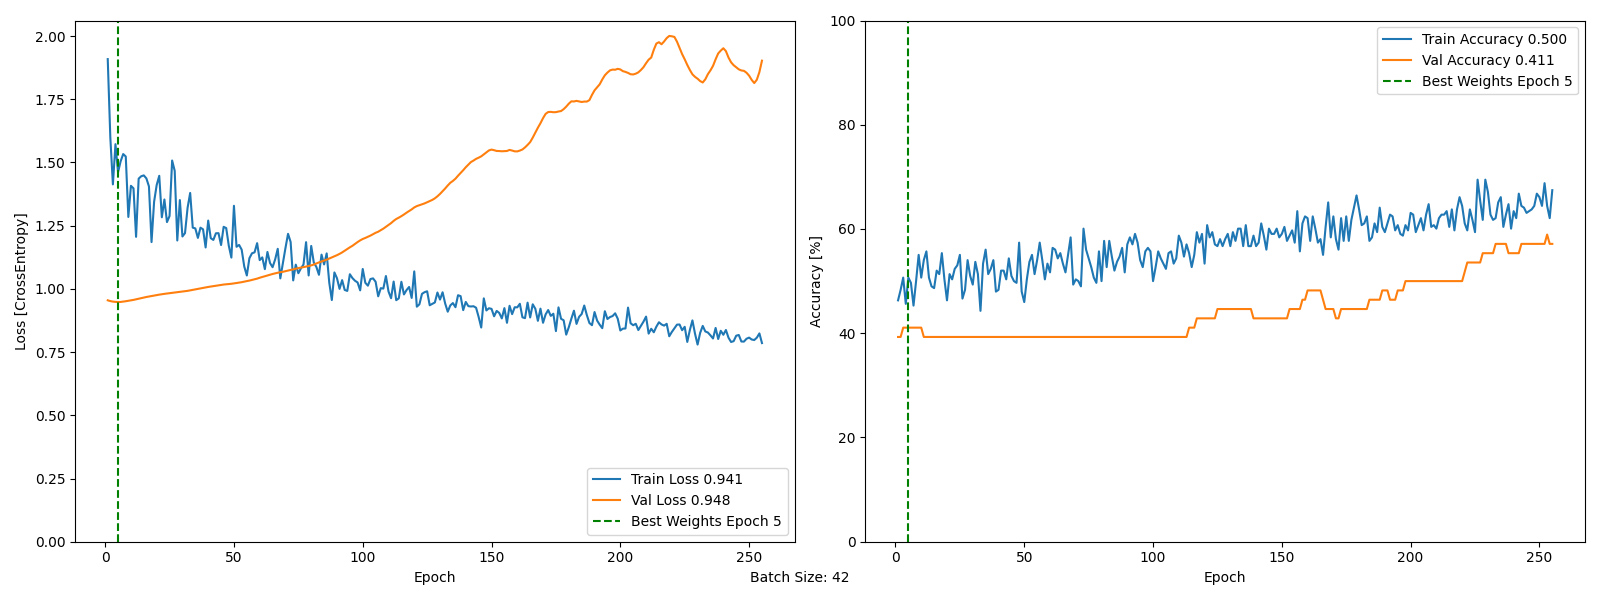 2.00
1.75
1.50
1.25
1.00
0.75
0.50
0.25
0.00
Loss [CrossEntropy]
0
50
100
150
200
250
Epoch
Train Loss 0.941
Val Loss 0.948
Best Weights Epoch 5
Batch Size: 42
100
80
60
40
20
0
Accuracy [%]
0
50
100
150
200
250
Epoch
Train Accuracy 0.500
Val Accuracy 0.411
Best Weights Epoch 5